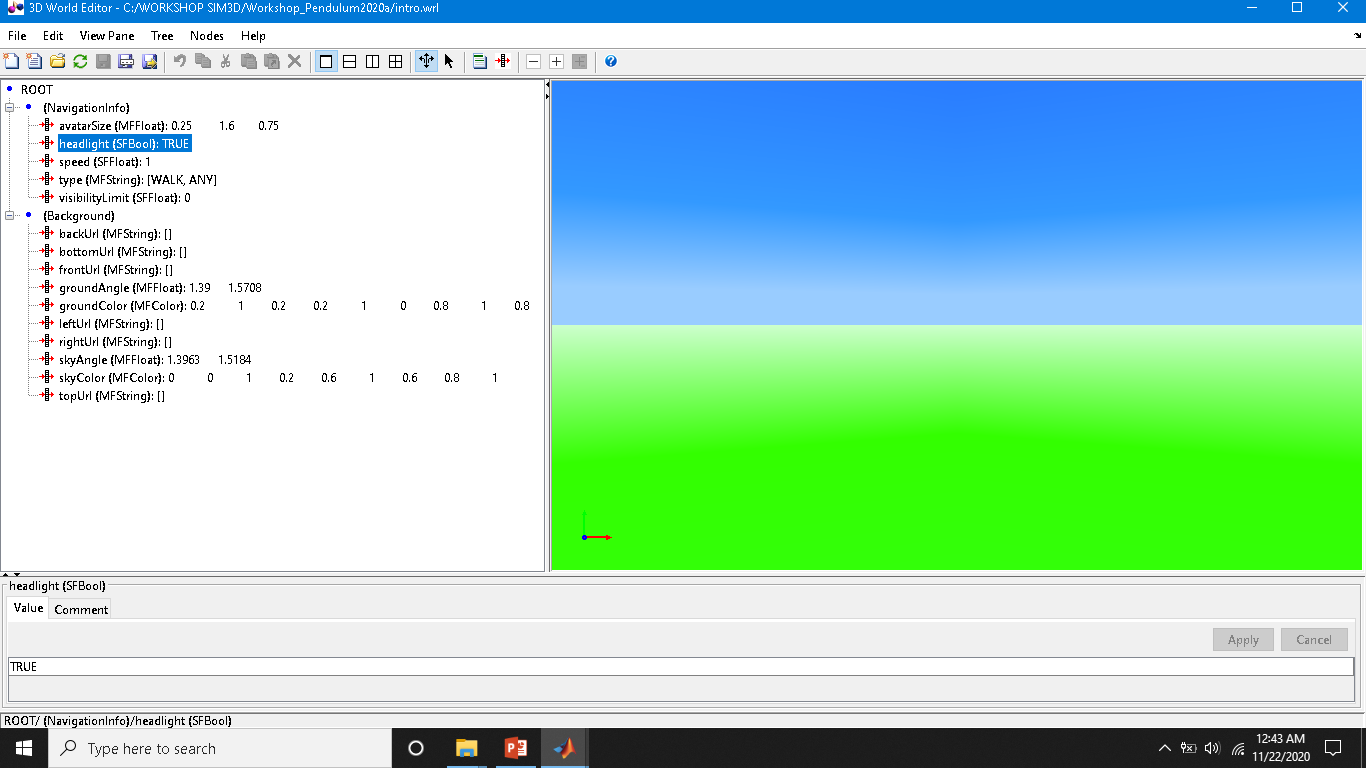 3D World Editor - C:/WORKSHOP SIM3D/Workshop_Pendulum2020a/intro.wrl
File Edit View Pane Tree Nodes Help
ROOT
(NavigationInfo)
avatarSize (MFFloat): 0.25 1.6 0.75
headlight (SFBool): TRUE
speed (SFFloat): 1
type (MFString): [WALK, ANY]
visibilityLimit (SFFloat): 0
(Background)
backUrl (MFString): []
bottomUrl (MFString): []
frontUrl (MFString): []
groundAngle (MFFloat): 1.39 1.5708
groundColor (MFColor): 0.2 1 0.2 0.2 1 0 0.8 1 0.8
leftUrl (MFString): []
rightUrl (MFString): []
skyAngle (MFFloat): 1.3963 1.5184
skyColor (MFColor): 0 0 1 0.2 0.6 1 0.6 0.8 1
topUrl (MFString): []
headlight (SFBool)
Value Comment
Apply Cancel
TRUE
ROOT/ (NavigationInfo)/headlight (SFBool)
Type here to search
12:43 AM
11/22/2020